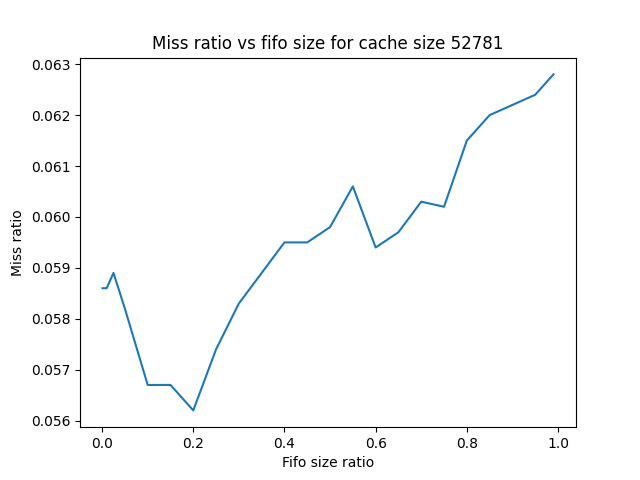 Miss ratio vs fifo size for cache size 52781
0.063
0.062
0.061
0.060
0.059
0.058
0.057
0.056
Miss ratio
0.0 0.2 0.4 0.6 0.8 1.0
Fifo size ratio